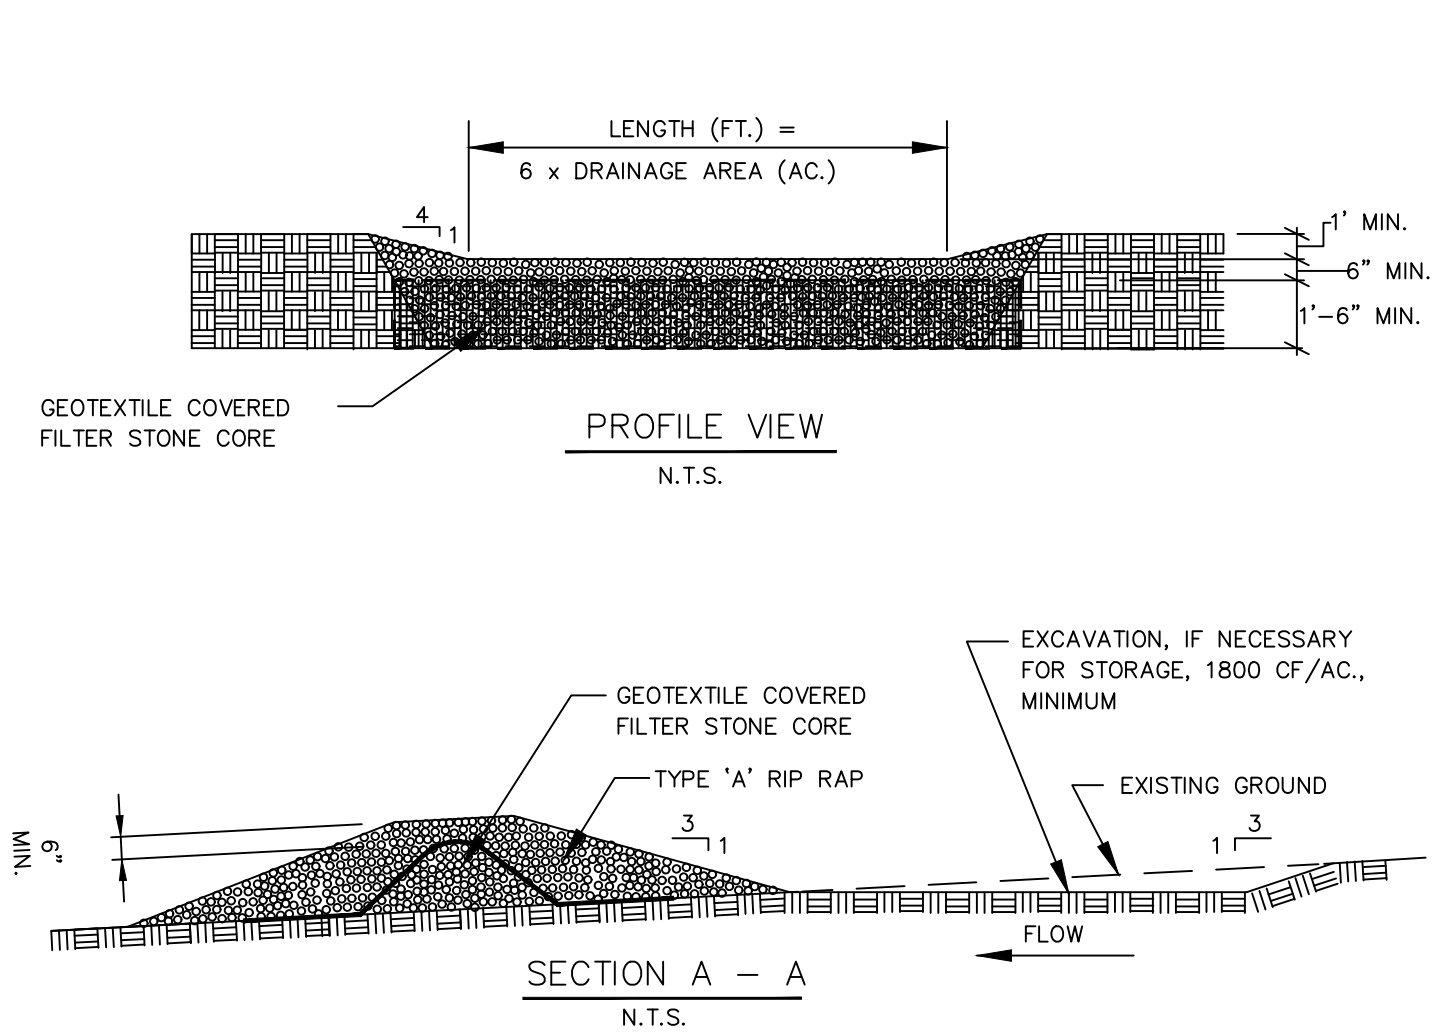 LENGTH (FT.) =
6 x DRAINAGE AREA (AC.)
4
1
1' MIN.
6" MIN.
1'-6" MIN.
GEOTEXTILE COVERED
FILTER STONE CORE
PROFILE VIEW
N.T.S.
EXCAVATION, IF NECESSARY
FOR STORAGE, 1800 CF/AC.,
MINIMUM
GEOTEXTILE COVERED
FILTER STONE CORE
TYPE 'A' RIP RAP
EXISTING GROUND
3
1
3
1
6"
MIN.
FLOW
SECTION A - A
N.T.S.